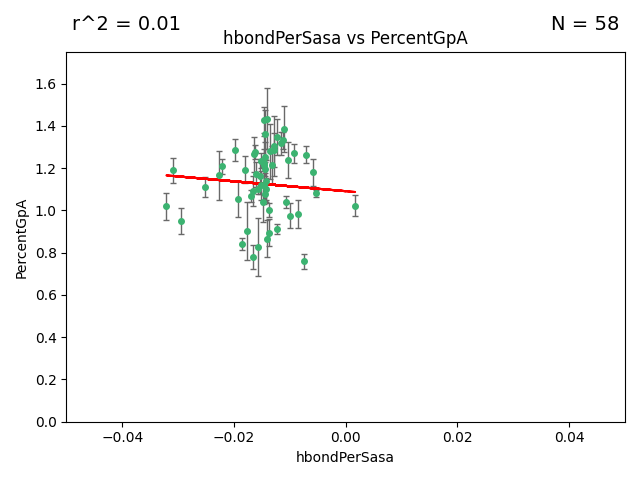 r^2 = 0.01
N = 58
hbondPerSasa vs PercentGpA
PercentGpA
1.6
1.4
1.2
1.0
0.8
0.6
0.4
0.2
0.0
−0.04
−0.02
0.00
0.02
0.04
hbondPerSasa